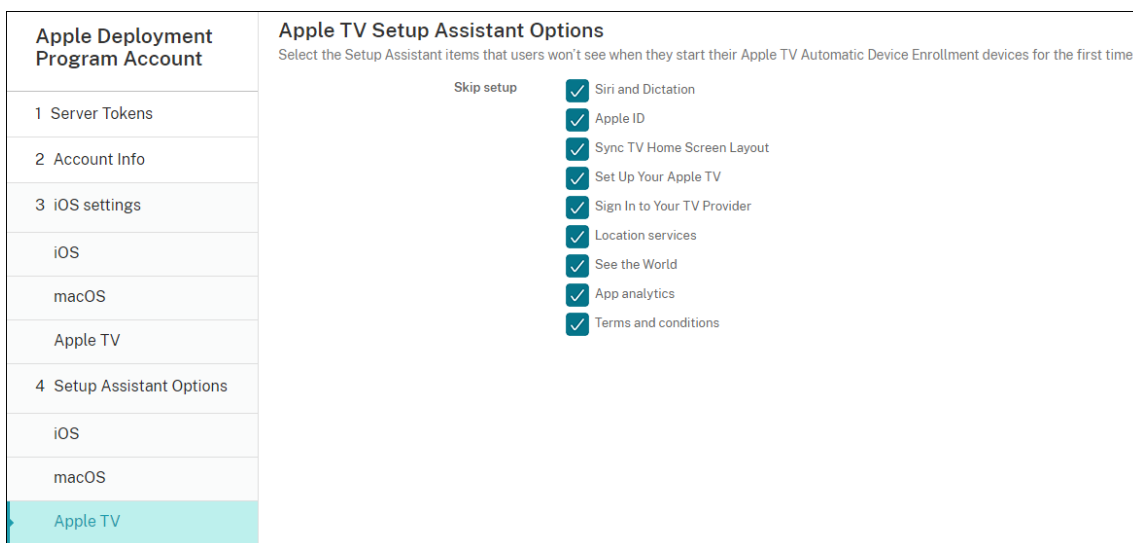 Apple Deployment
Program Account
1 Server Tokens
2 Account Info
3 iOS settings
iOS
macOS
Apple TV
4 Setup Assistant Options
iOS
macOS
Apple TV
Apple TV Setup Assistant Options
Select the Setup Assistant items that users won't see when they start their Apple TV Automatic Device Enrollment devices for the first time
Skip setup
Siri and Dictation
Apple ID
Sync TV Home Screen Layout
Set Up Your Apple TV
Sign In to Your TV Provider
Location services
See the World
App analytics
Terms and conditions